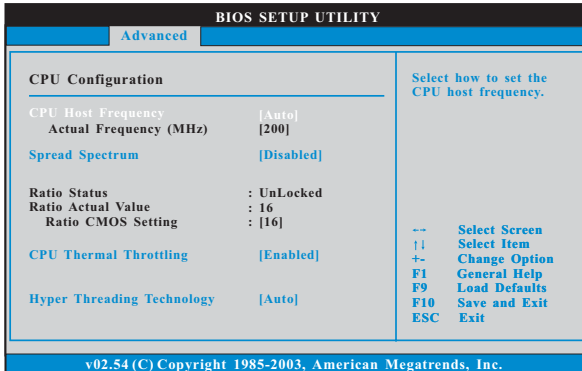 BIOS SETUP UTILITY
Advanced
CPU Configuration
CPU Host Frequency [Auto]
Actual Frequency (MHz) [200]
Spread Spectrum [Disabled]
Ratio Status : UnLocked
Ratio Actual Value : 16
Ratio CMOS Setting : [16]
CPU Thermal Throttling [Enabled]
Hyper Threading Technology [Auto]
Select how to set the
CPU host frequency.
←→ Select Screen
↑↓ Select Item
+- Change Option
F1 General Help
F9 Load Defaults
F10 Save and Exit
ESC Exit
v02.54 (C) Copyright 1985-2003, American Megatrends, Inc.